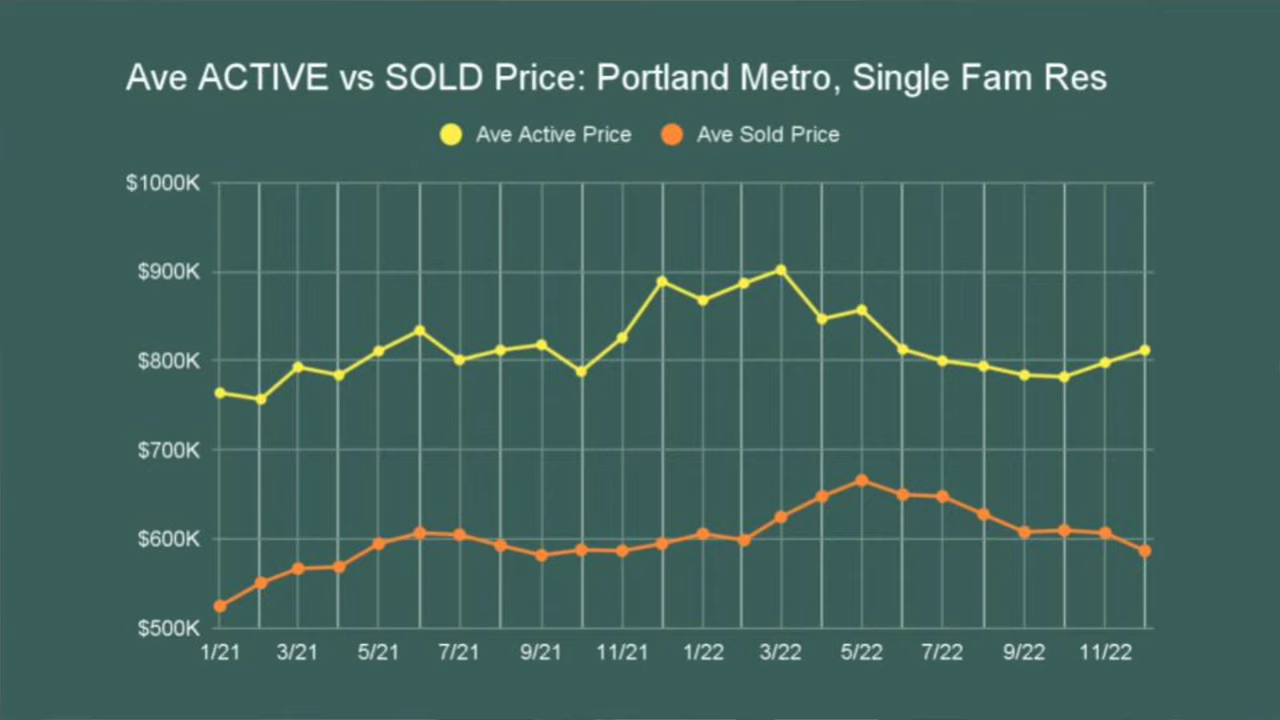 Ave ACTIVE vs SOLD Price: Portland Metro, Single Fam Res
Ave Active Price Ave Sold Price
$1000K
$900K
$800K
$700K
$600K
$500K
1/21 3/21 5/21 7/21 9/21 11/21 1/22 3/22 5/22 7/22 9/22 11/22